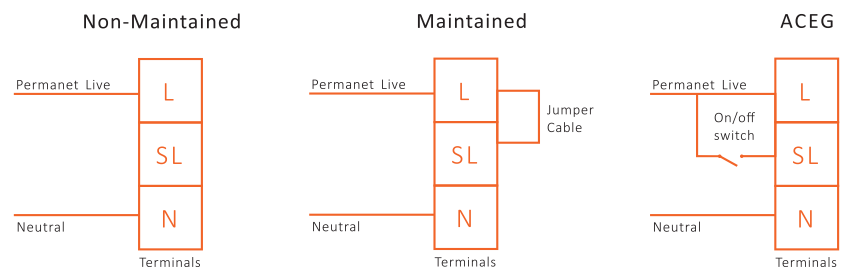 Non-Maintained
Permanet Live
L
SL
N
Neutral
Terminals
Maintained
Permanet Live
L
SL
N
Jumper
Cable
Neutral
Terminals
ACEG
Permanet Live
L
On/off
switch
SL
N
Neutral
Terminals